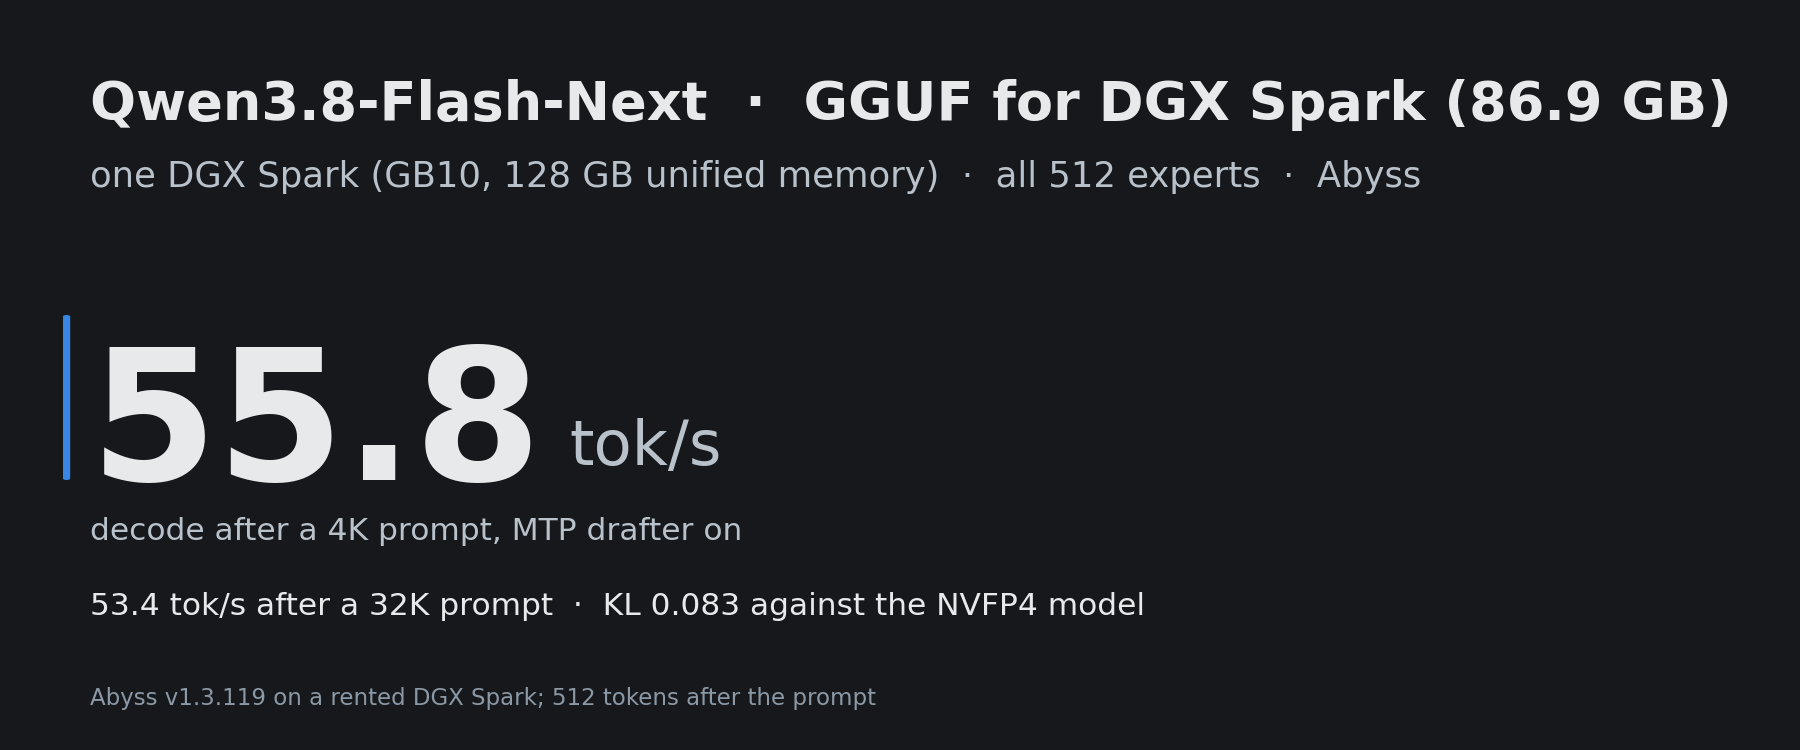 Qwen3.8-Flash-Next · GGUF for DGX Spark (86.9 GB)
one DGX Spark (GB10, 128 GB unified memory) · all 512 experts · Abyss
55.8 tok/s
decode after a 4K prompt, MTP drafter on
53.4 tok/s after a 32K prompt · KL 0.083 against the NVFP4 model
Abyss v1.3.119 on a rented DGX Spark; 512 tokens after the prompt